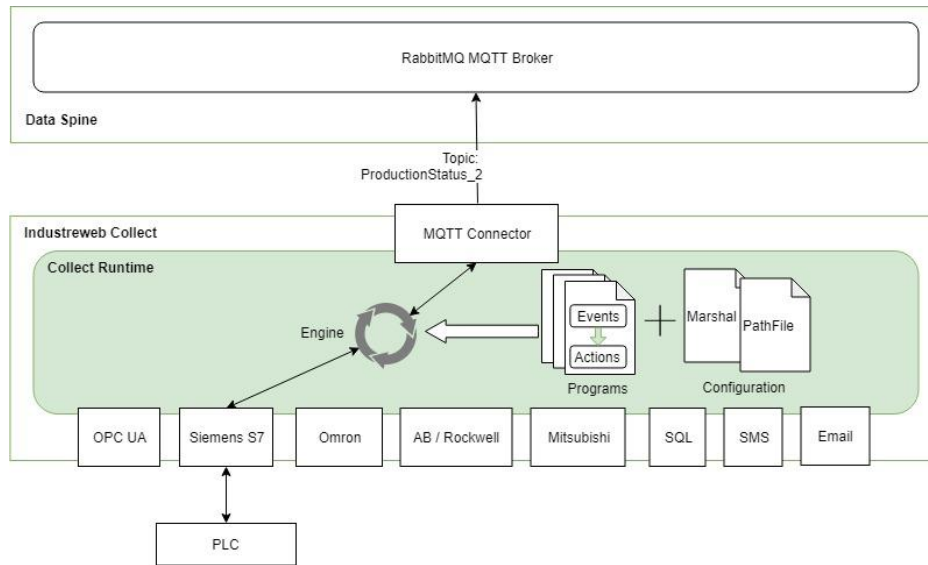 RabbitMQ MQTT Broker
Data Spine
Topic:
ProductionStatus_2
Industreweb Collect
MQTT Connector
Collect Runtime
Engine
Events
Actions
Programs
Marshal
PathFile
Configuration
OPC UA
Siemens S7
Omron
AB / Rockwell
Mitsubishi
SQL
SMS
Email
PLC